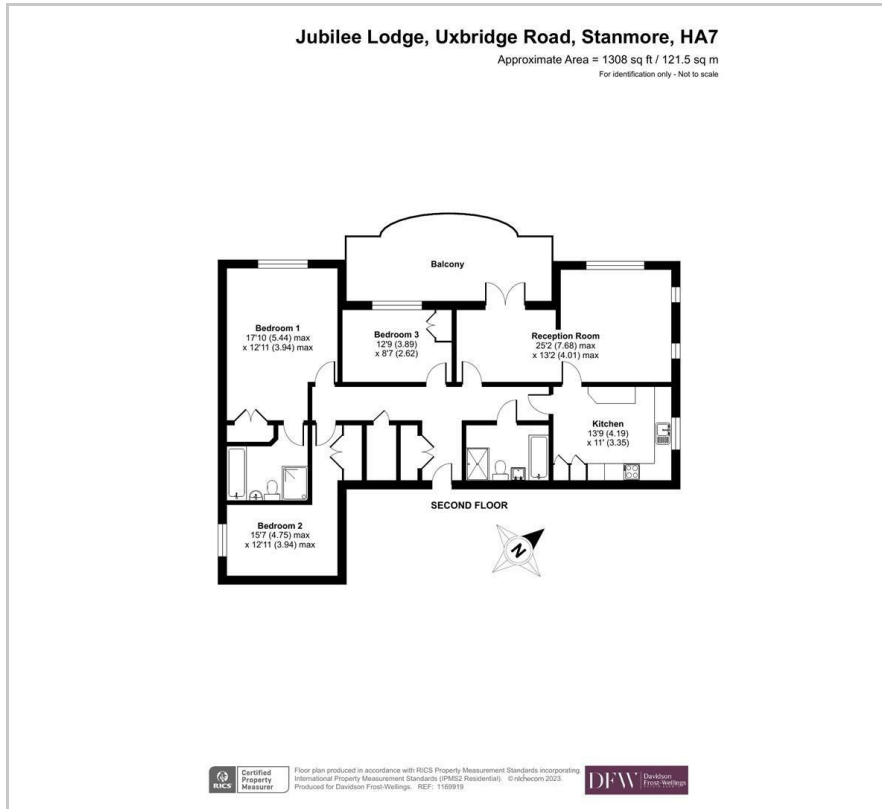 Jubilee Lodge, Uxbridge Road, Stanmore, HA7
Approximate Area = 1308 sq ft / 121.5 sq m
For identification only - Not to scale
Balcony
Bedroom 1
17'10 (5.44) max
x 12'11 (3.94) max
Bedroom 3
12'9 (3.89)
x 8'7 (2.62)
Reception Room
25'2 (7.68) max
x 13'2 (4.01) max
Kitchen
13'9 (4.19)
x 11' (3.35)
SECOND FLOOR
Bedroom 2
15'7 (4.75) max
x 12'11 (3.94) max
N
RICS
Certified
Property
Measurer
Floor plan produced in accordance with RICS Property Measurement Standards incorporating
International Property Measurement Standards (IPMS2 Residential). © nichecom 2023.
Produced for Davidson Frost-Wellings. REF: 1169919
DFW
Davidson
Frost-Wellings